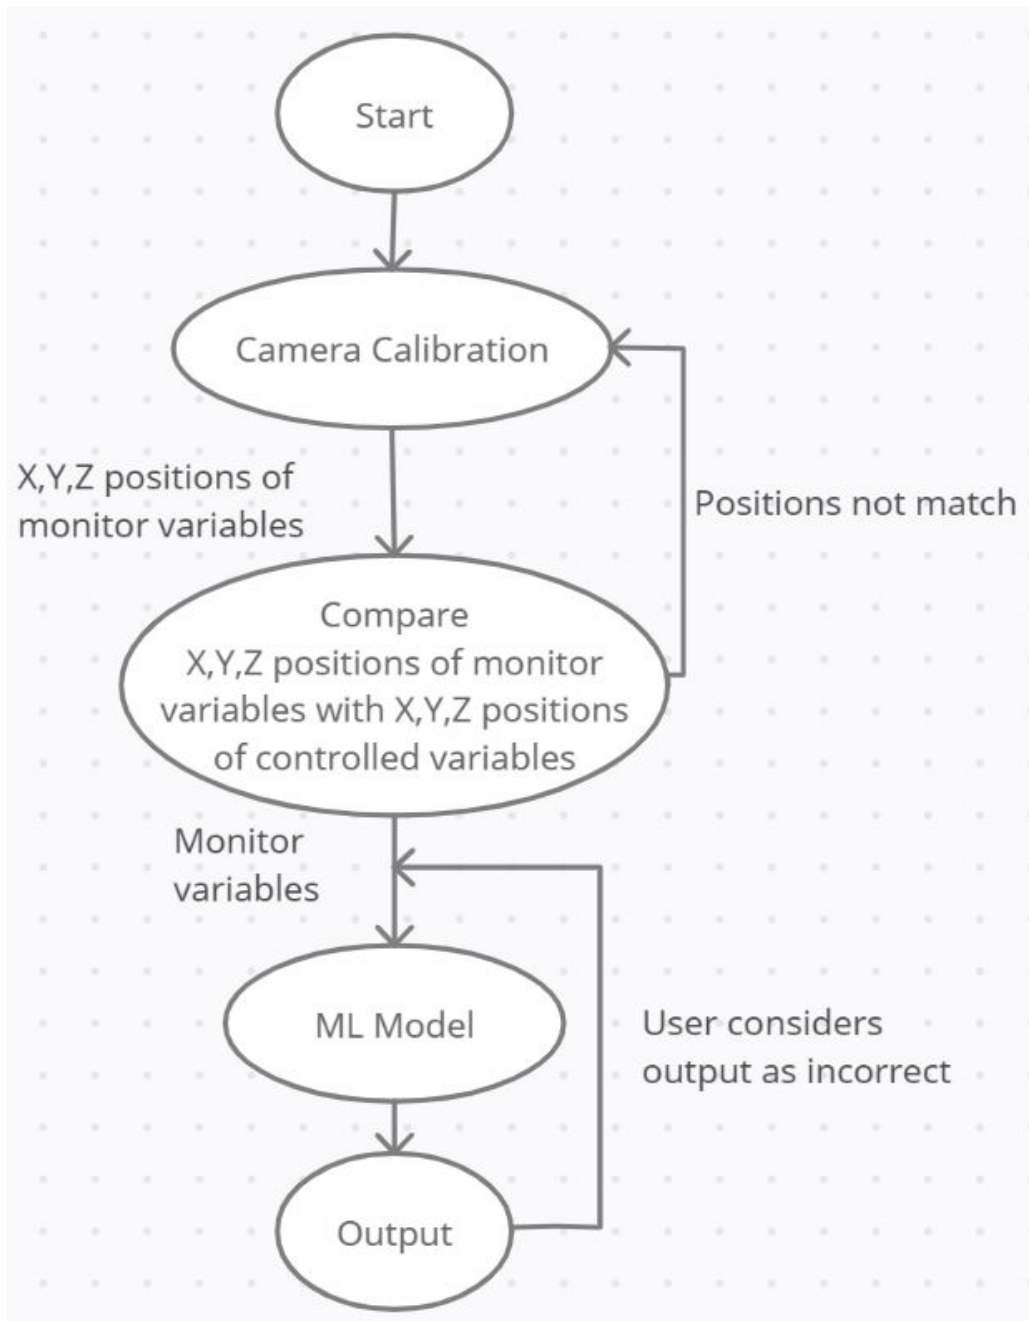 Start
Camera Calibration
X,Y,Z positions of
monitor variables
Positions not match
Compare
X,Y,Z positions of monitor
variables with X,Y,Z positions
of controlled variables
Monitor
variables
ML Model
User considers
output as incorrect
Output